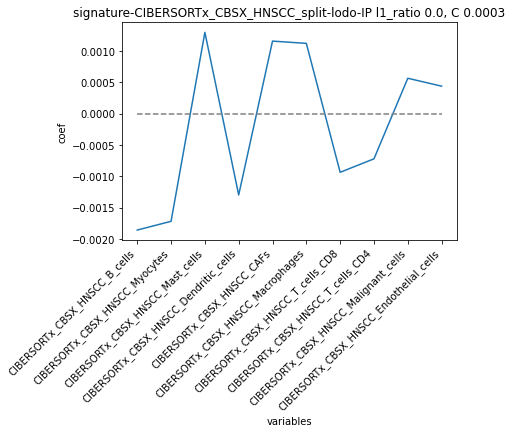 signature-CIBERSORTx_CBSX_HNSCC_split-lodo-IP l1_ratio 0.0, C 0.0003
0.0010
0.0005
0.0000
−0.0005
−0.0010
−0.0015
−0.0020
coef
CIBERSORTx_CBSX_HNSCC_B_cells
CIBERSORTx_CBSX_HNSCC_Myocytes
CIBERSORTx_CBSX_HNSCC_Mast_cells
CIBERSORTx_CBSX_HNSCC_Dendritic_cells
CIBERSORTx_CBSX_HNSCC_CAFs
CIBERSORTx_CBSX_HNSCC_Macrophages
CIBERSORTx_CBSX_HNSCC_T_cells_CD8
CIBERSORTx_CBSX_HNSCC_T_cells_CD4
CIBERSORTx_CBSX_HNSCC_Malignant_cells
CIBERSORTx_CBSX_HNSCC_Endothelial_cells
variables